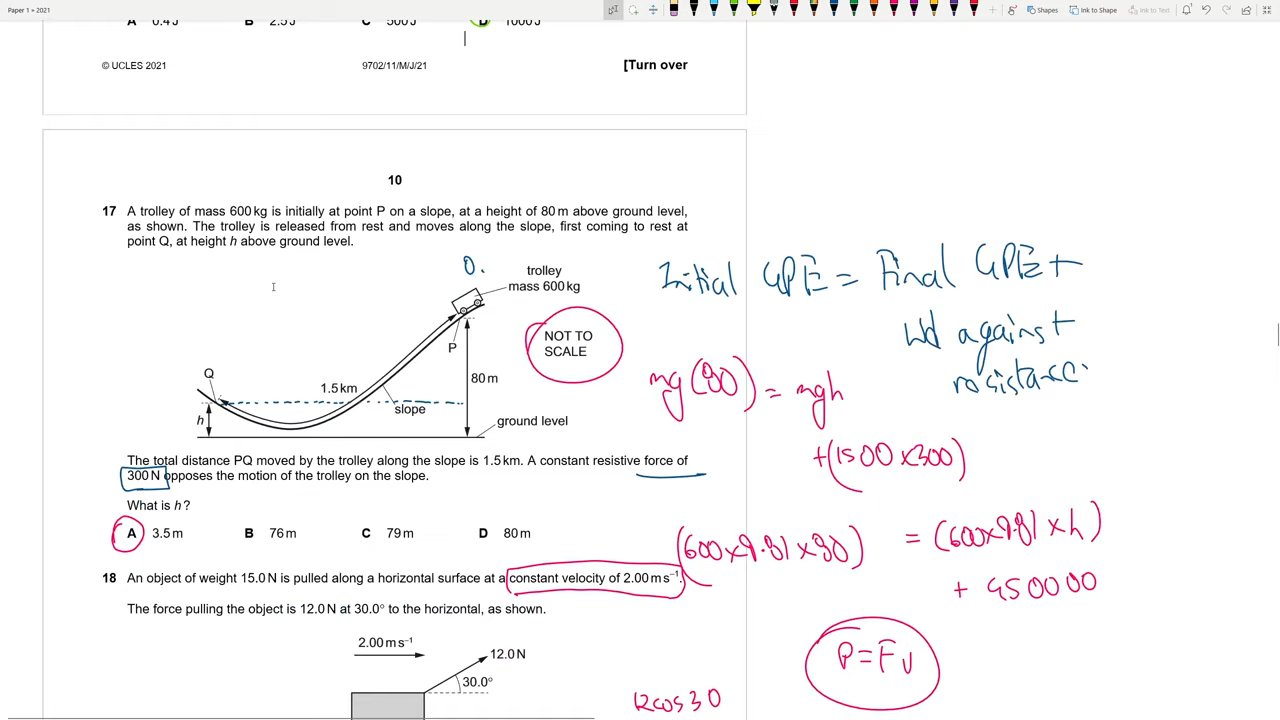 Paper 1 + 2021
Shapes
Ink to Shape
Ink to Text
A 0.4 J B 2.5 J C 500 J D 1000 J
© UCLES 2021
9702/11/M/J/21
[Turn over
10
17 A trolley of mass 600 kg is initially at point P on a slope, at a height of 80 m above ground level,
as shown. The trolley is released from rest and moves along the slope, first coming to rest at
point Q, at height h above ground level.
0.
trolley
mass 600 kg
NOT TO
SCALE
P
Q
1.5 km
80 m
slope
h
ground level
The total distance PQ moved by the trolley along the slope is 1.5 km. A constant resistive force of
300 N opposes the motion of the trolley on the slope.
What is h?
A 3.5 m B 76 m C 79 m D 80 m
18 An object of weight 15.0 N is pulled along a horizontal surface at a constant velocity of 2.00 m s⁻¹.
The force pulling the object is 12.0 N at 30.0° to the horizontal, as shown.
2.00 m s⁻¹
12.0 N
30.0°
Initial GPE = Final GPE +
Wd against
resistance
mg(80) = mgh
+(1500 x 300)
(600 x 9.81 x 80) = (600 x 9.81 x h)
+ 450000
P = Fv
12cos30